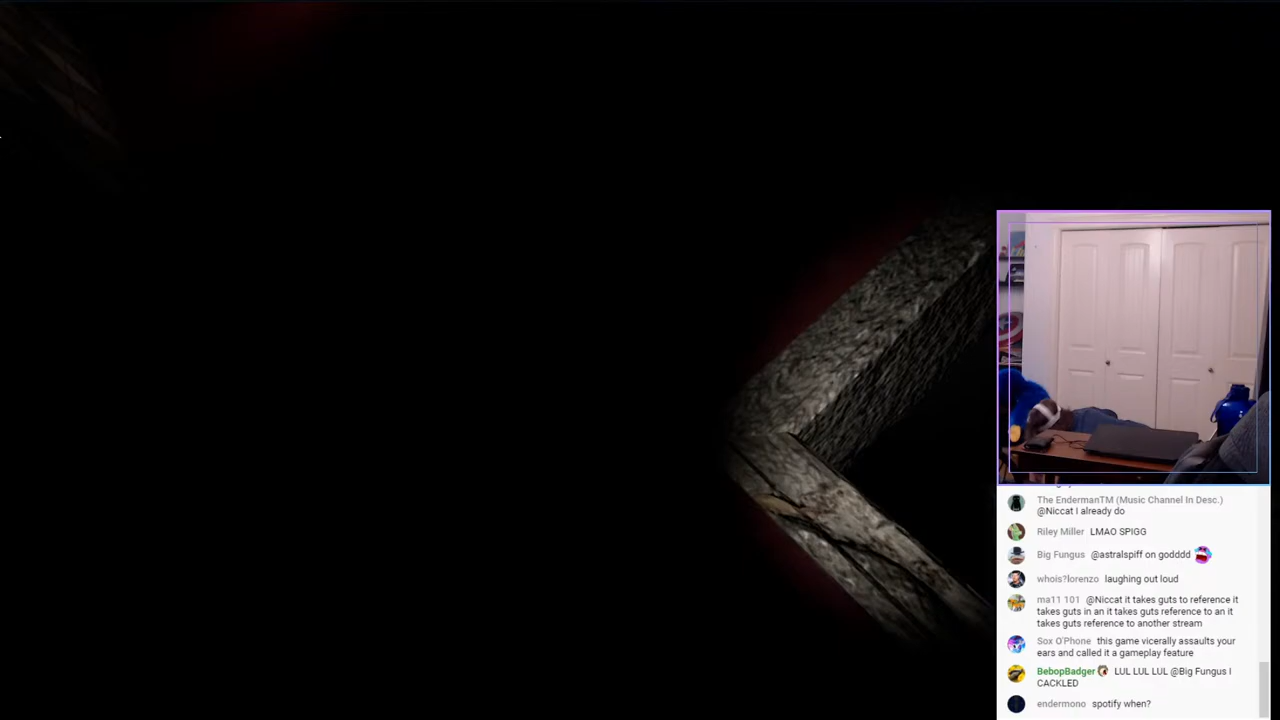 The EndermanTM (Music Channel In Desc.)
@Niccat I already do
Riley Miller LMAO SPIGG
Big Fungus @astralspiff on godddd
whois?lorenzo laughing out loud
ma11 101 @Niccat it takes guts to reference it
takes guts in an it takes guts reference to an it
takes guts reference to another stream
Sox O'Phone this game vicerally assaults your
ears and called it a gameplay feature
BebopBadger LUL LUL LUL @Big Fungus I
CACKLED
endermono spotify when?